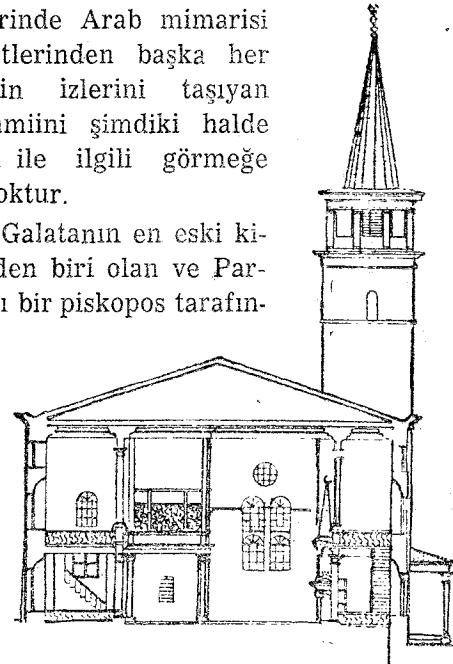 rinde Arab mimarisi
tlerinden başka her
in izlerini taşıyan
miini şimdiki halde
ile ilgili görmeğe
oktur.
Galatanın en eski ki-
den biri olan ve Par-
ı bir piskopos tarafın-